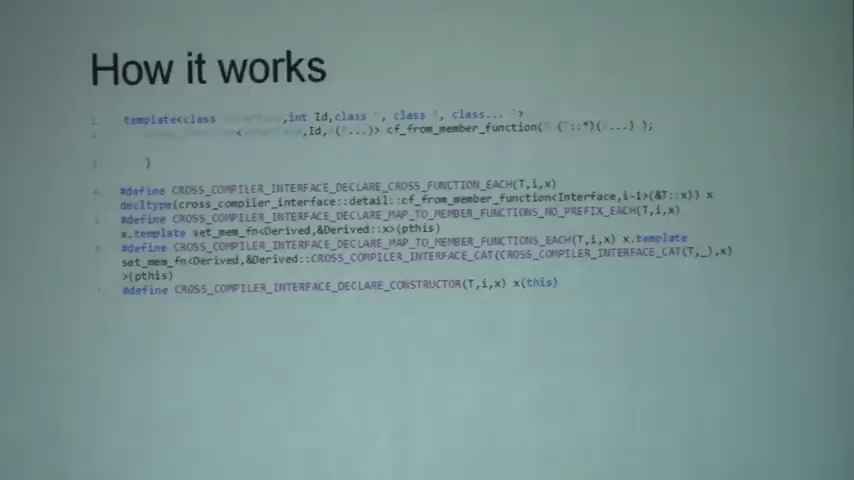 How it works
template<class ,int Id,class , class , class...
< ,Id, ( ...)> cf_from_member_function( ( ::*)( ...) );
}
#define CROSS_COMPILER_INTERFACE_DECLARE_CROSS_FUNCTION_EACH(T,i,x)
decltype(cross_compiler_interface::detail::cf_from_member_function<Interface,i-1>(&T::x)) x
#define CROSS_COMPILER_INTERFACE_DECLARE_MAP_TO_MEMBER_FUNCTIONS_NO_PREFIX_EACH(T,i,x)
x.template set_mem_fn<Derived,&Derived::x>(pthis)
#define CROSS_COMPILER_INTERFACE_DECLARE_MAP_TO_MEMBER_FUNCTIONS_EACH(T,i,x) x.template
set_mem_fn<Derived,&Derived::CROSS_COMPILER_INTERFACE_CAT(CROSS_COMPILER_INTERFACE_CAT(T,_),x)
>(pthis)
#define CROSS_COMPILER_INTERFACE_DECLARE_CONSTRUCTOR(T,i,x) x(this)